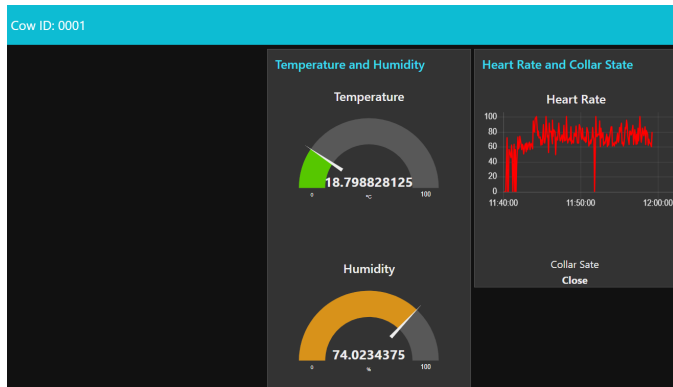 Cow ID: 0001
Temperature and Humidity
Temperature
18.798828125
0
°C
100
Humidity
74.0234375
0
%
100
Heart Rate and Collar State
Heart Rate
100
80
60
40
20
0
11:40:00
11:50:00
12:00:00
Collar Sate
Close